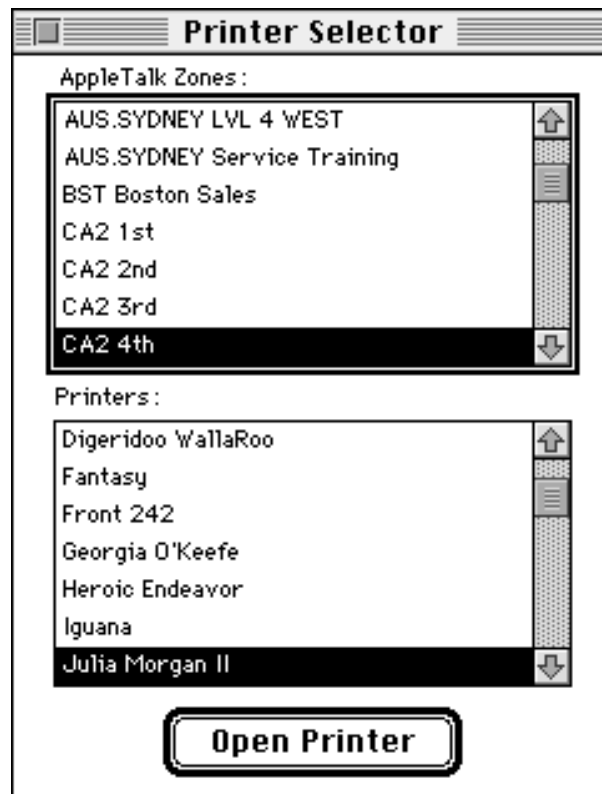 Printer Selector
AppleTalk Zones:
AUS.SYDNEY LVL 4 WEST
AUS.SYDNEY Service Training
BST Boston Sales
CA2 1st
CA2 2nd
CA2 3rd
CA2 4th
Printers:
Digeridoo WallaRoo
Fantasy
Front 242
Georgia O'Keefe
Heroic Endeavor
Iguana
Julia Morgan II
Open Printer